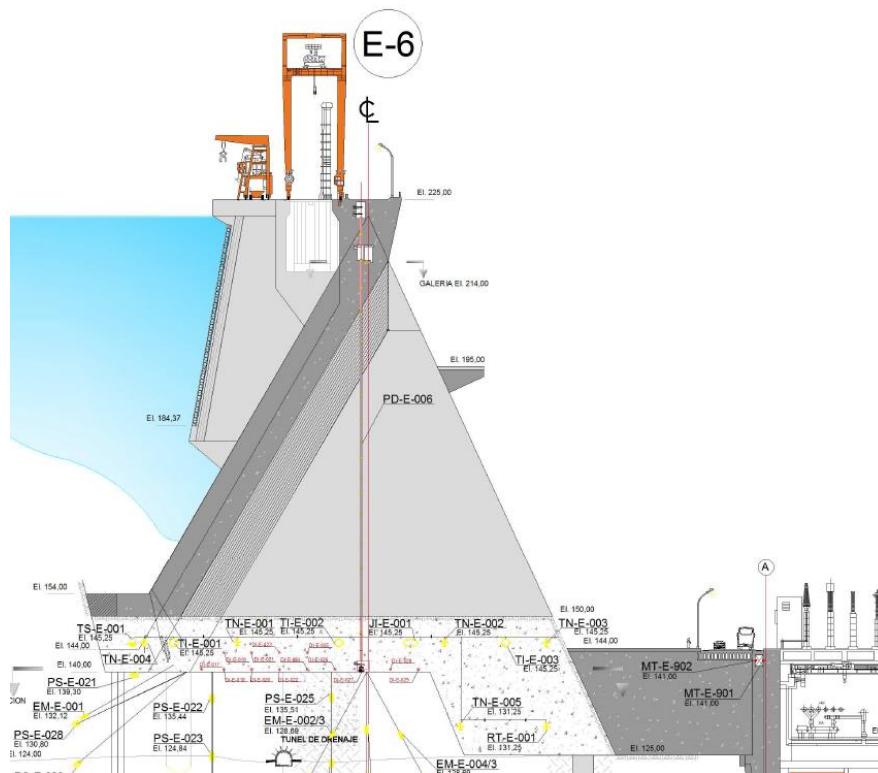 E-6
El. 225,00
GALERIA El. 214,00
El. 195,00
PD-E-006
El. 184,37
A
El. 154,00
El. 150,00
TS-E-001
El. 145,25
TN-E-001
El. 145,25
TI-E-002
El. 145,25
JI-E-001
El. 145,25
TN-E-002
El. 145,25
TN-E-003
El. 145,25
El. 144,00
El. 144,00
TI-E-001
El. 145,25
TN-E-004
TI-E-003
El. 145,25
El. 140,00
MT-E-902
El. 141,00
CION
PS-E-021
El. 139,30
MT-E-901
El. 141,00
EM-E-001
El. 132,12
PS-E-022
El. 135,44
PS-E-025
El. 135,51
TN-E-005
El. 131,25
EM-E-002/3
El. 128,69
PS-E-028
El. 130,80
El. 124,00
PS-E-023
El. 124,84
TUNEL DE DRENAJE
RT-E-001
El. 131,25
El. 125,00
EM-E-004/3